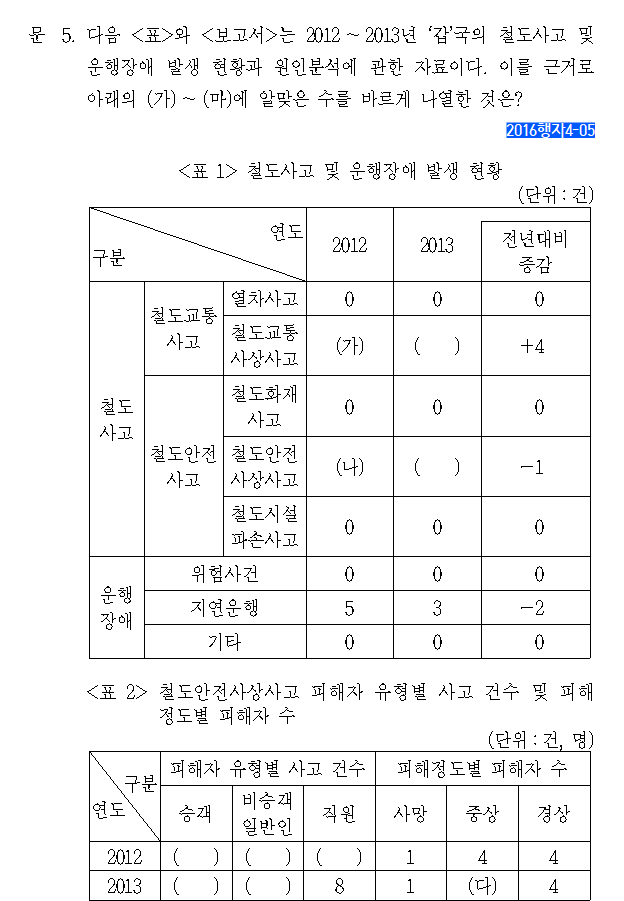 문 5. 다음 <표>와 <보고서>는 2012~2013년 ‘갑’국의 철도사고 및
운행장애 발생 현황과 원인분석에 관한 자료이다. 이를 근거로
아래의 (가)~(마)에 알맞은 수를 바르게 나열한 것은?
2016행자4-05
<표 1> 철도사고 및 운행장애 발생 현황
(단위 : 건)
구분 연도 2012 2013 전년대비 증감
철도사고 철도교통사고 열차사고 0 0 0
철도교통사상사고 (가) ( ) +4
철도안전사고 철도화재사고 0 0 0
철도안전사상사고 (나) ( ) -1
철도시설파손사고 0 0 0
운행장애 위험사건 0 0 0
지연운행 5 3 -2
기타 0 0 0
<표 2> 철도안전사상사고 피해자 유형별 사고 건수 및 피해
정도별 피해자 수
(단위 : 건, 명)
구분 연도 피해자 유형별 사고 건수 피해정도별 피해자 수
승객 비승객 일반인 직원 사망 중상 경상
2012 ( ) ( ) ( ) 1 4 4
2013 ( ) ( ) 8 1 (다) 4